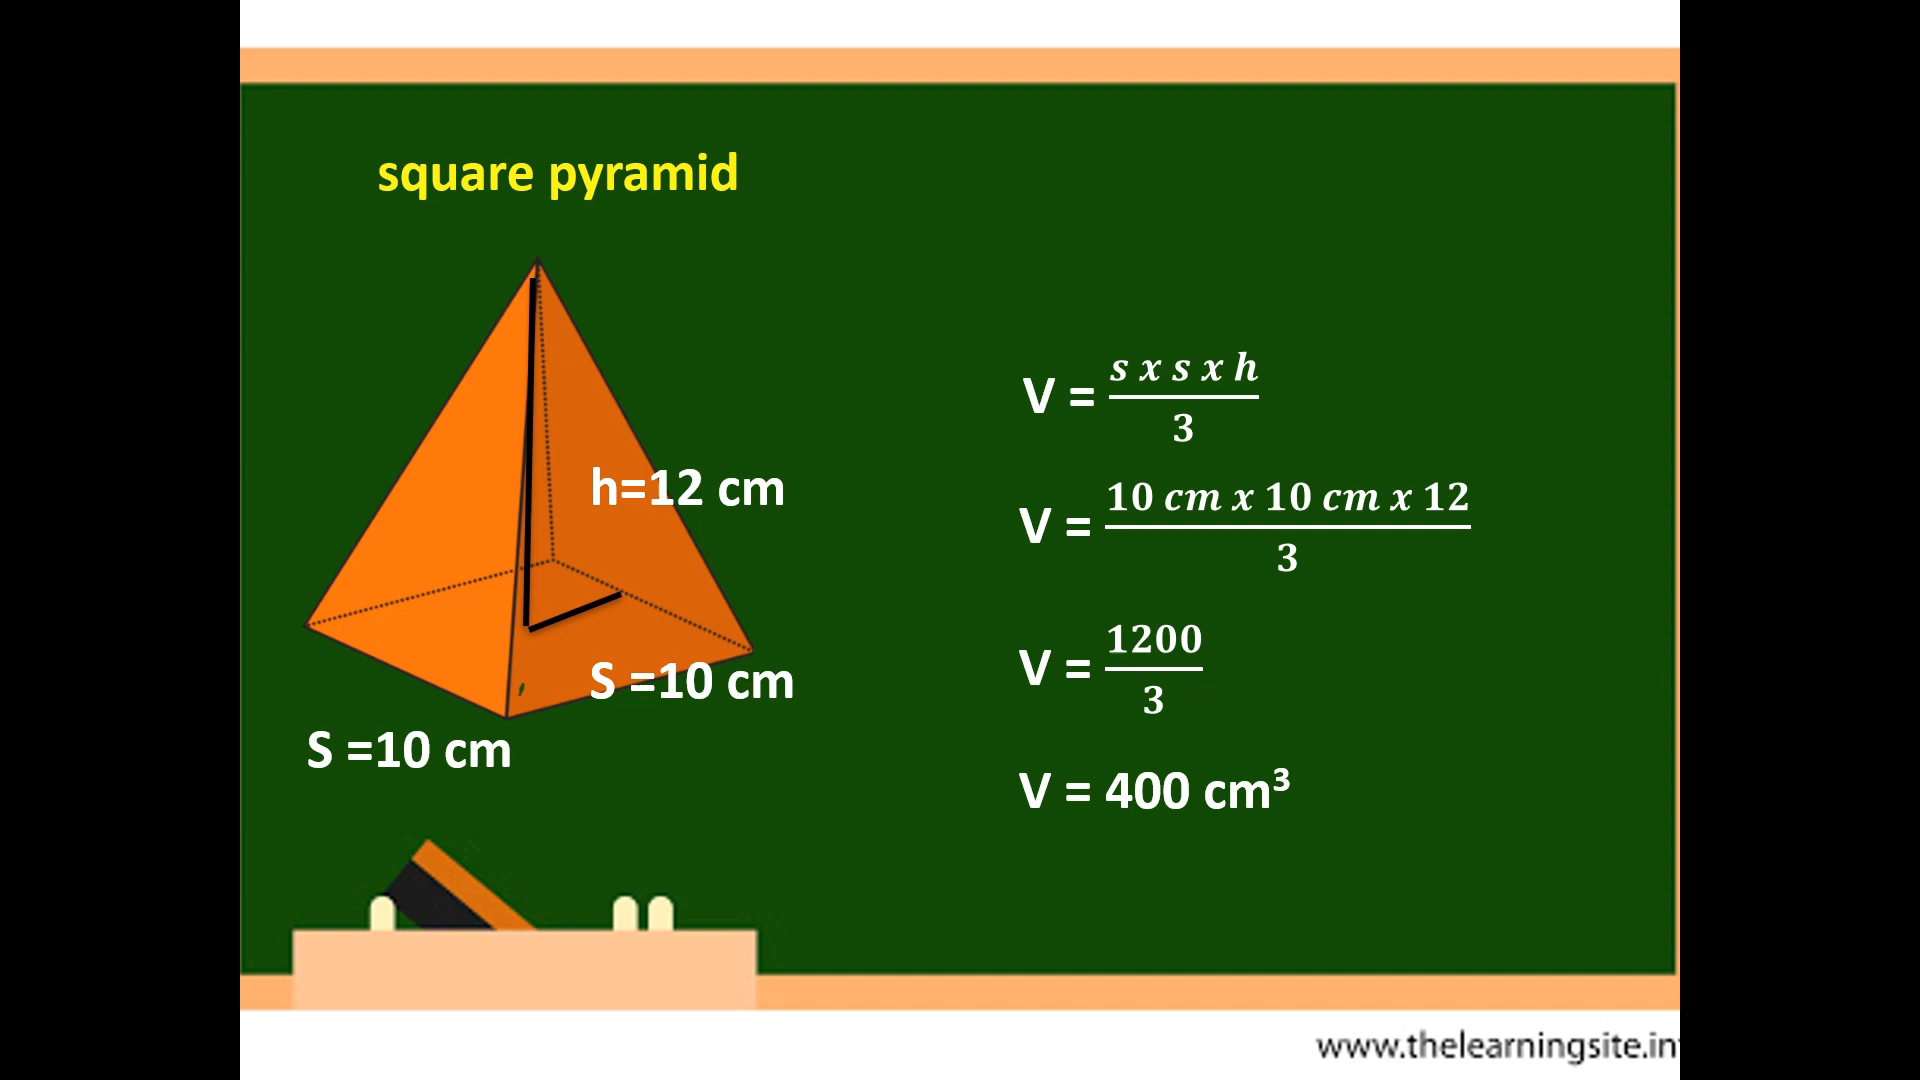 square pyramid
h=12 cm
S =10 cm
S =10 cm
V = s x s x h / 3
V = 10 cm x 10 cm x 12 / 3
V = 1200 / 3
V = 400 cm³
www.thelearningsite.in